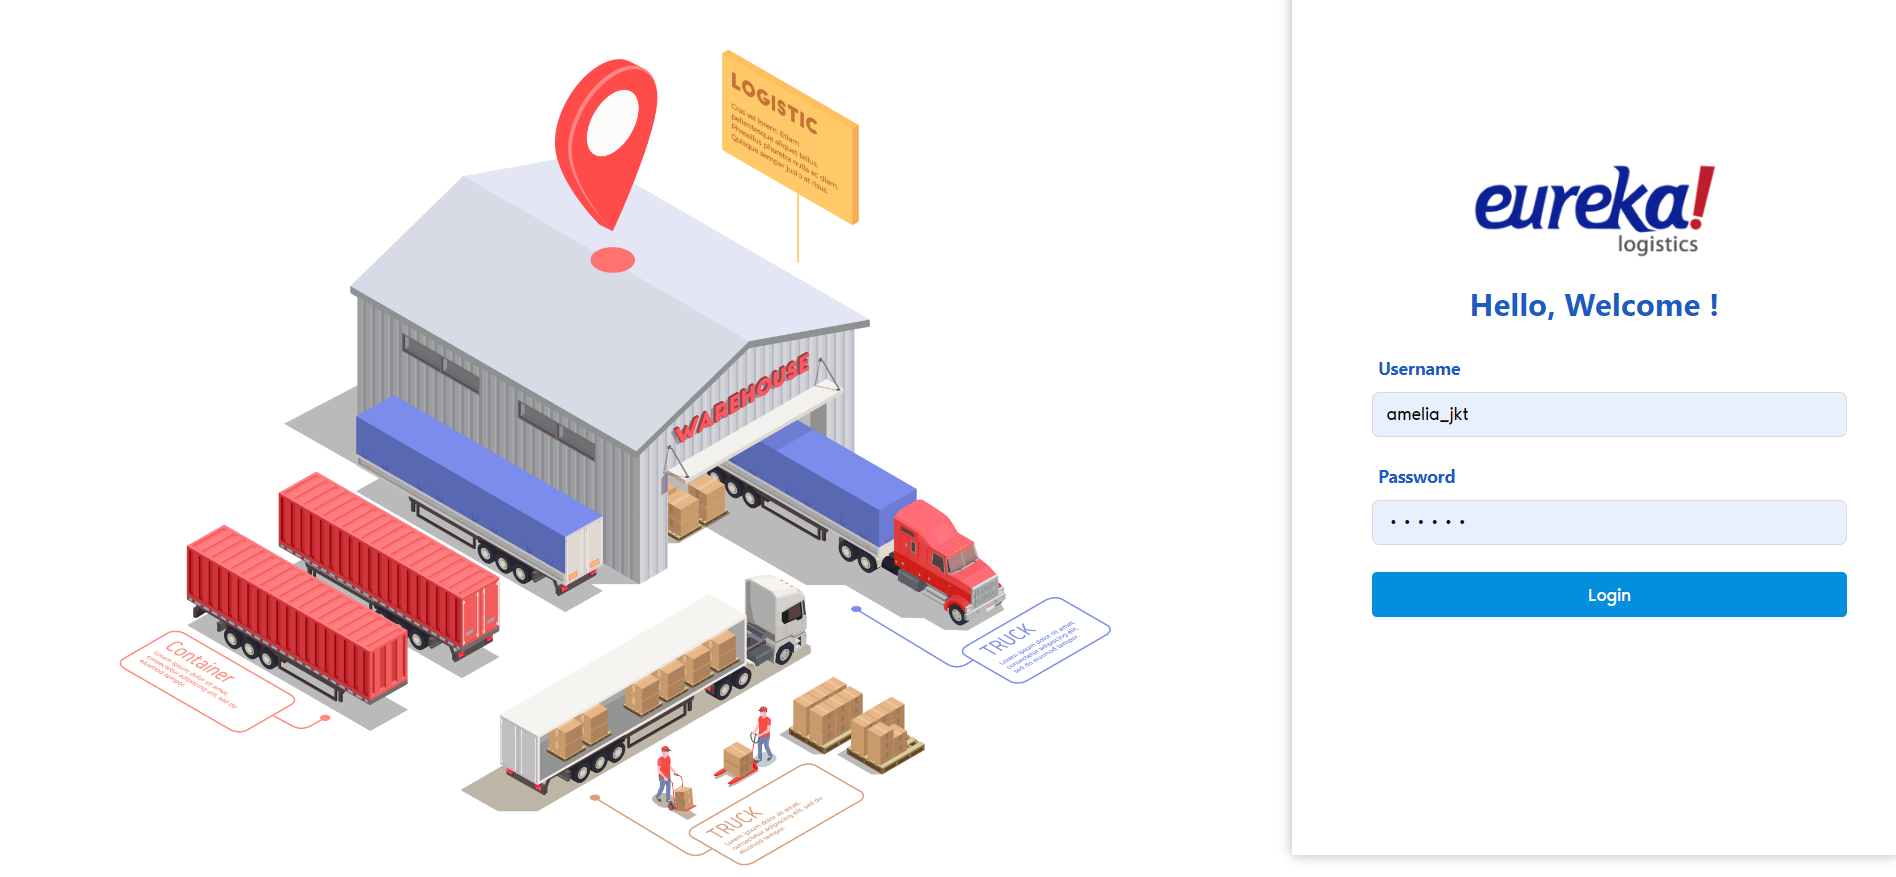 LOGISTIC
Cras vel lorem. Etiam
pellentesque aliquet tellus.
Phasellus pharetra nulla ac diam.
Quisque semper justo at risus.
WAREHOUSE
Container
Lorem ipsum dolor sit amet,
consectetur adipiscing elit, sed do
eiusmod tempor.
TRUCK
Lorem ipsum dolor sit amet,
consectetur adipiscing elit,
sed do eiusmod tempor.
TRUCK
Lorem ipsum dolor sit amet,
consectetur adipiscing elit, sed do
eiusmod tempor.
eureka!
logistics
Hello, Welcome !
Username
amelia_jkt
Password
Login